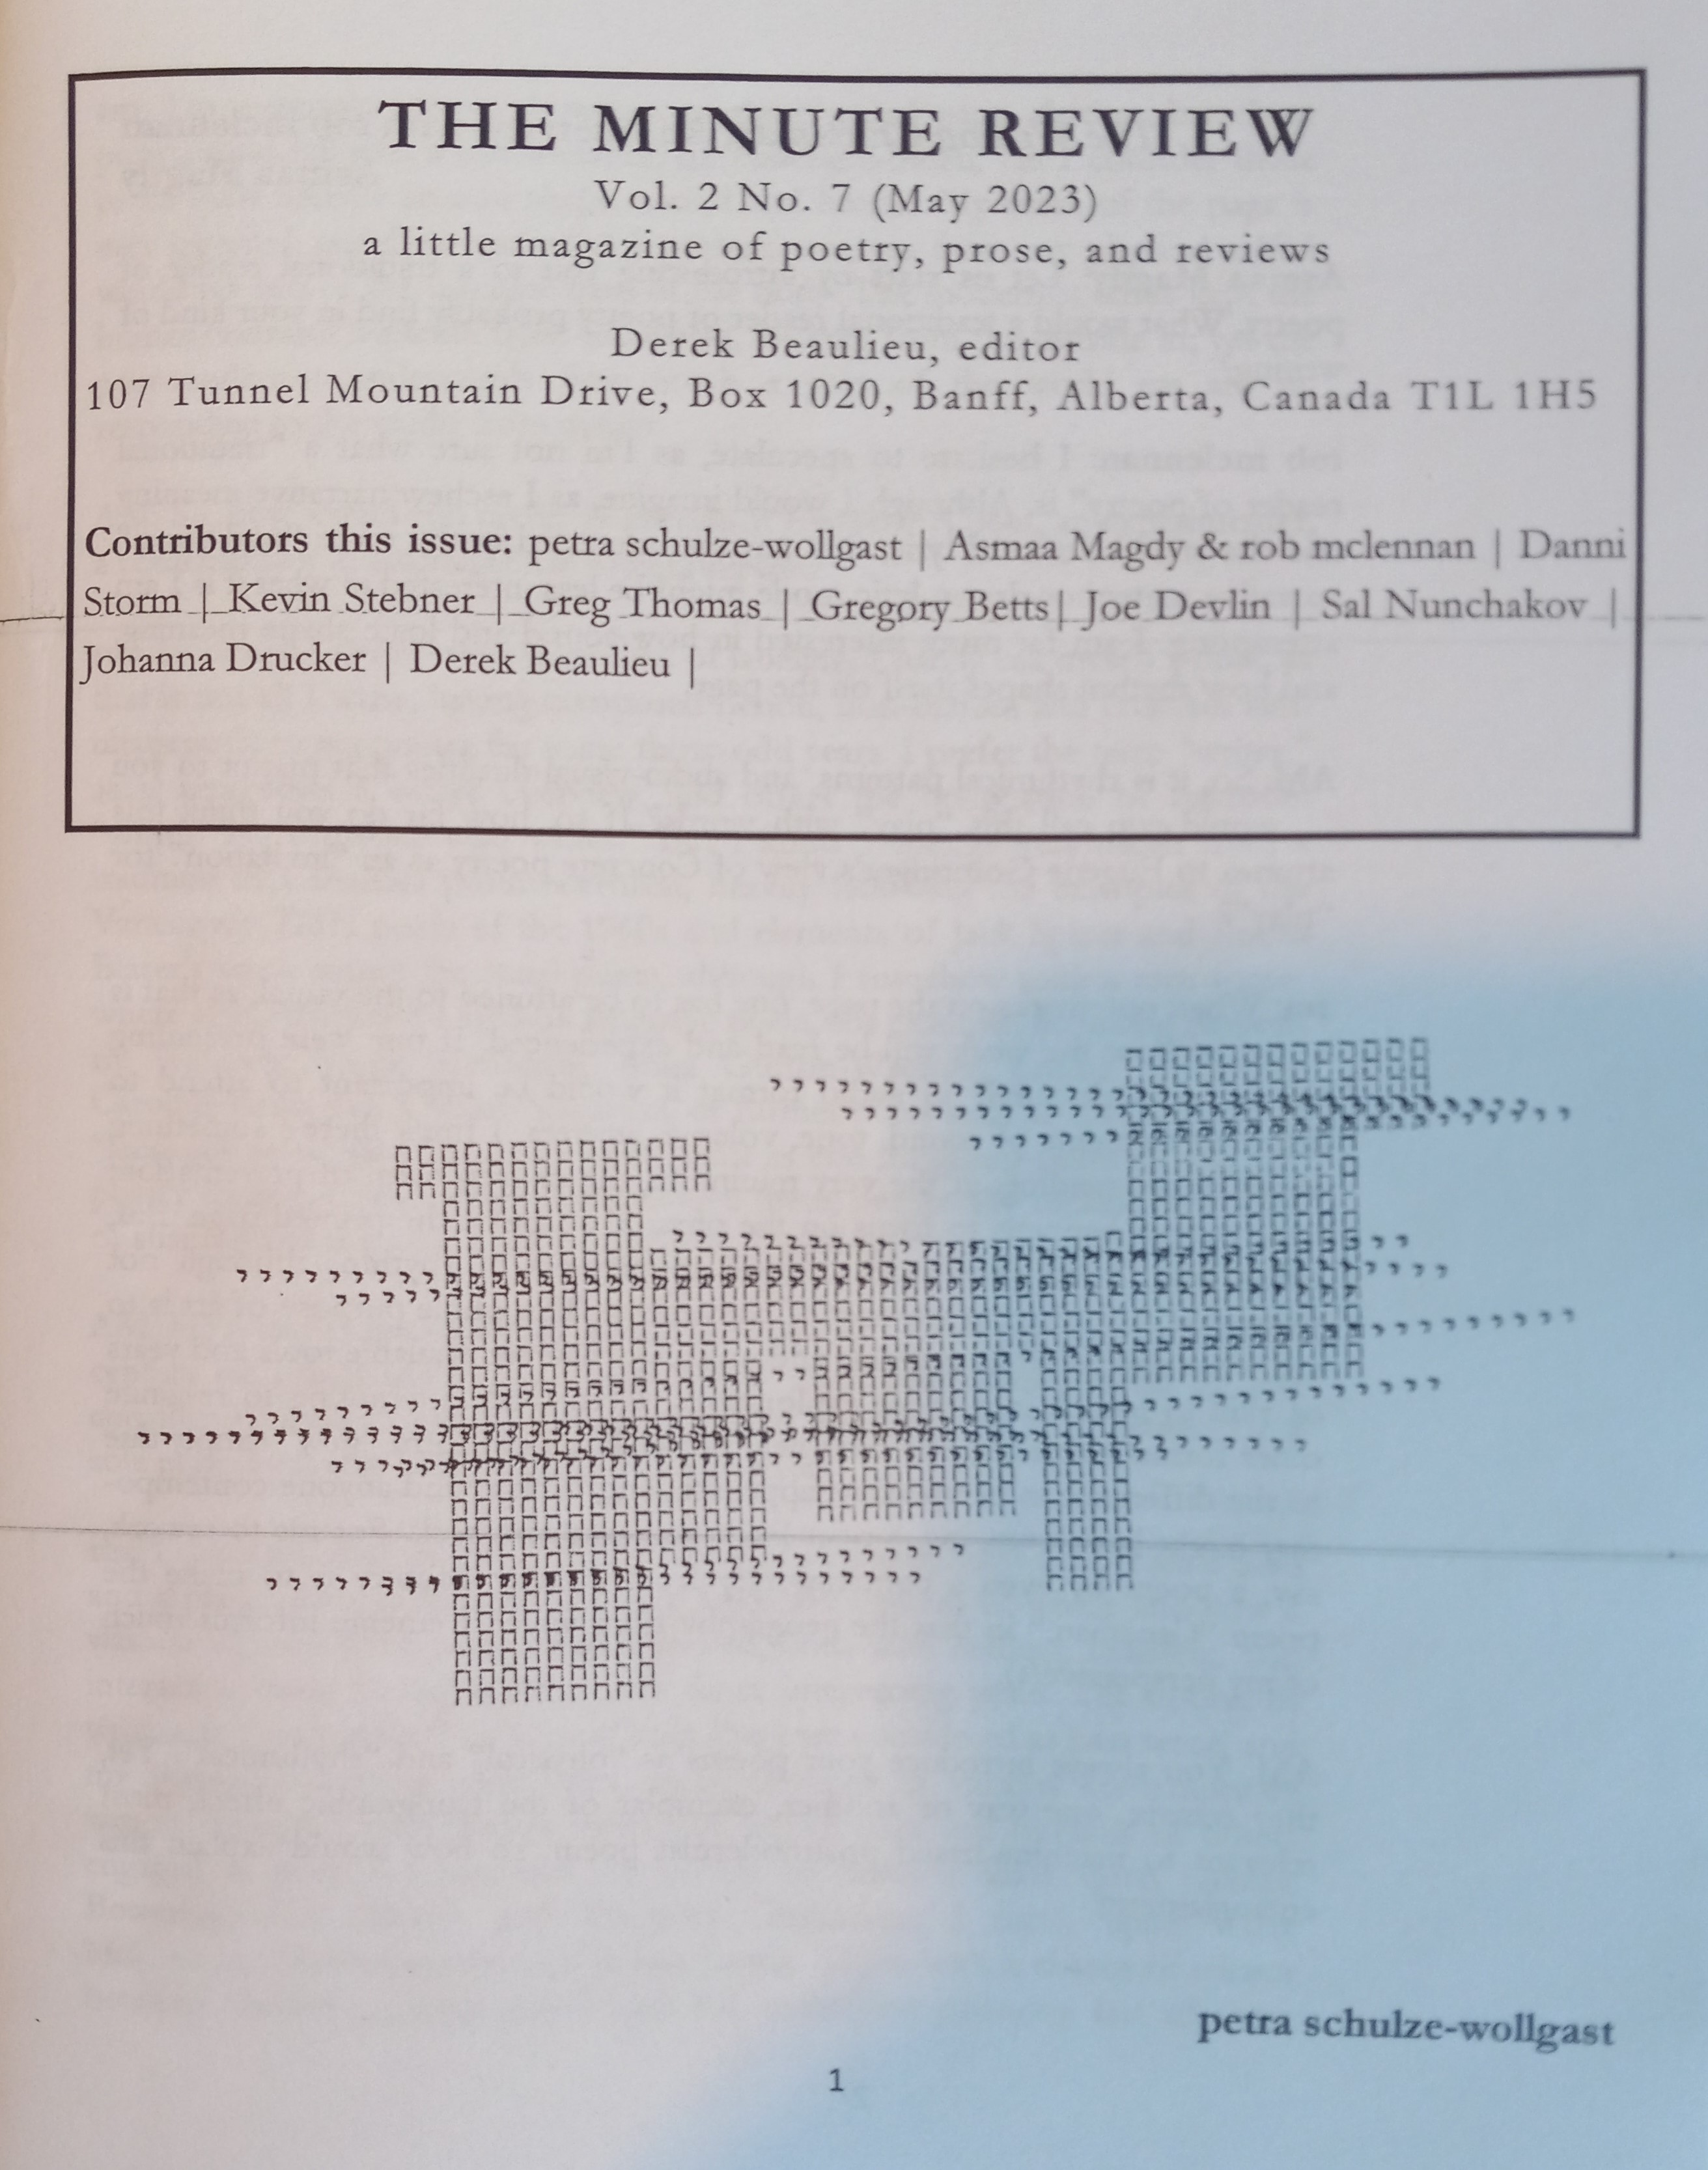 THE MINUTE REVIEW
Vol. 2 No. 7 (May 2023)
a little magazine of poetry, prose, and reviews
Derek Beaulieu, editor
107 Tunnel Mountain Drive, Box 1020, Banff, Alberta, Canada T1L 1H5
Contributors this issue: petra schulze-wollgast | Asmaa Magdy & rob mclennan | Danni
Storm | Kevin Stebner | Greg Thomas | Gregory Betts| Joe Devlin | Sal Nunchakov |
Johanna Drucker | Derek Beaulieu |
petra schulze-wollgast
1